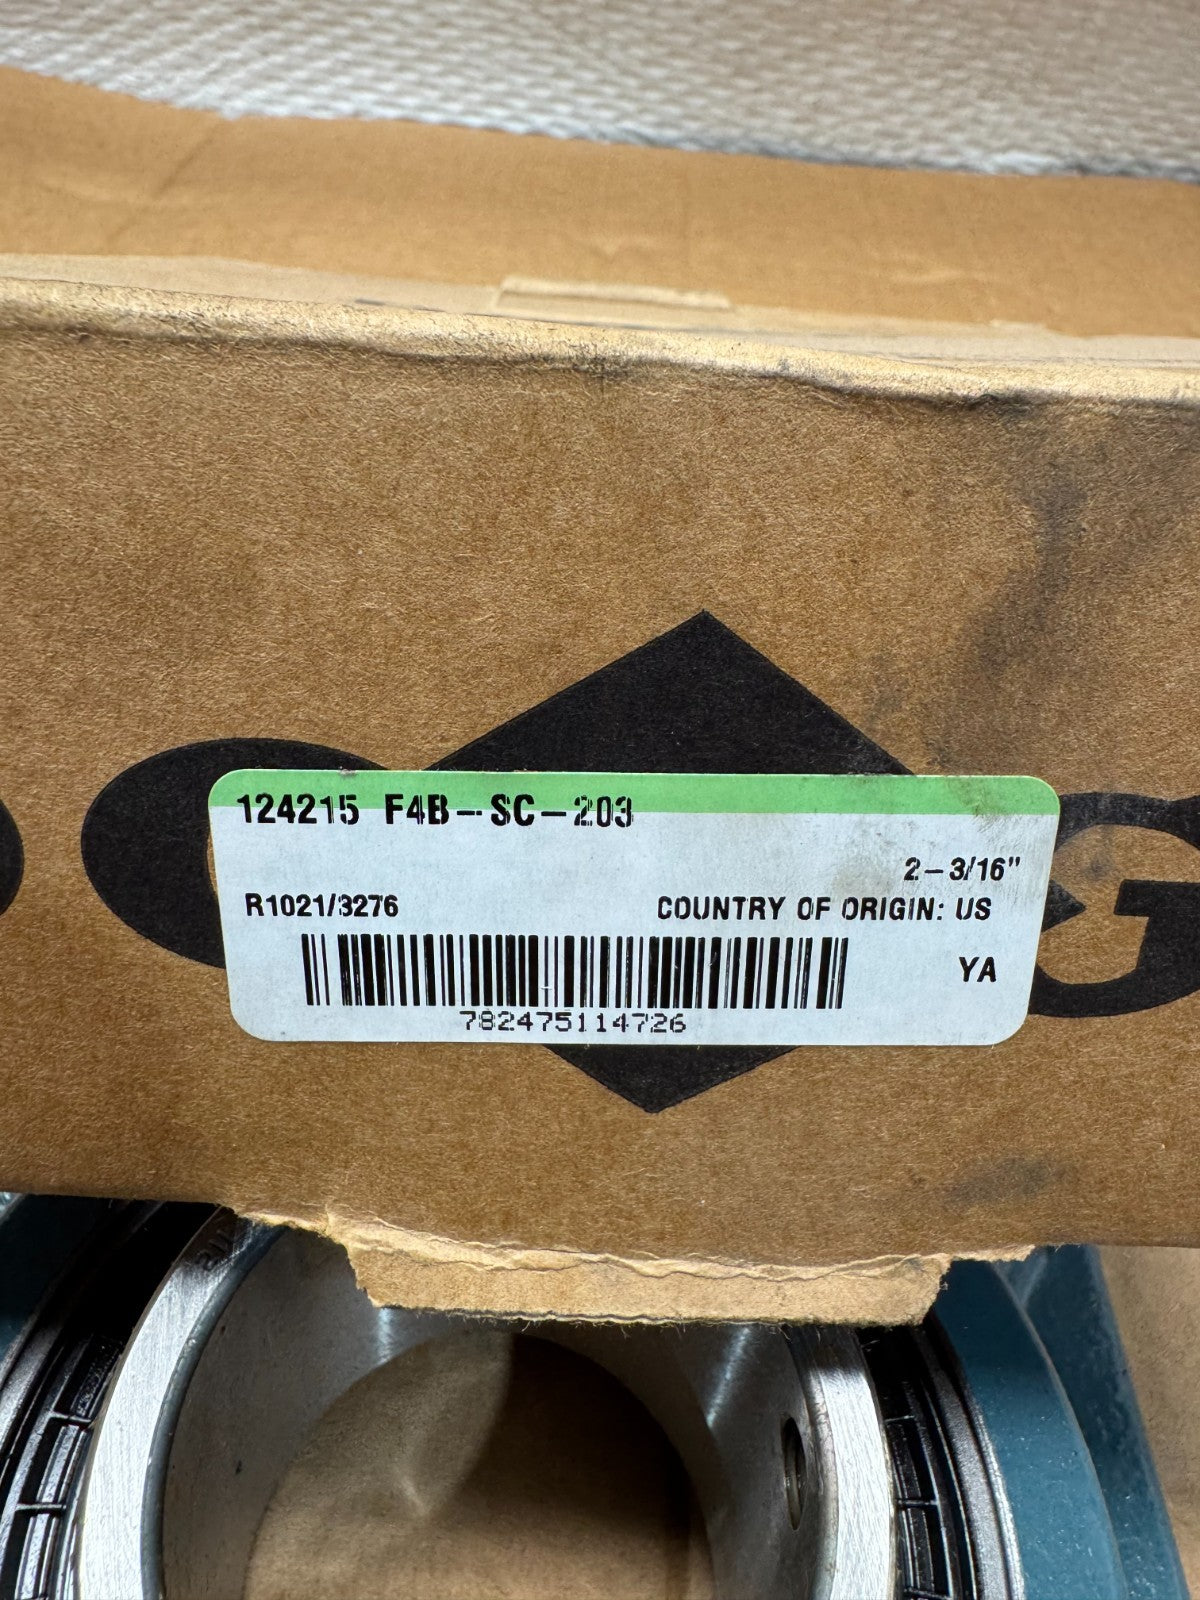 124215 F4B-SC-203
2-3/16"
R1021/3276 COUNTRY OF ORIGIN: US
YA
782475114726